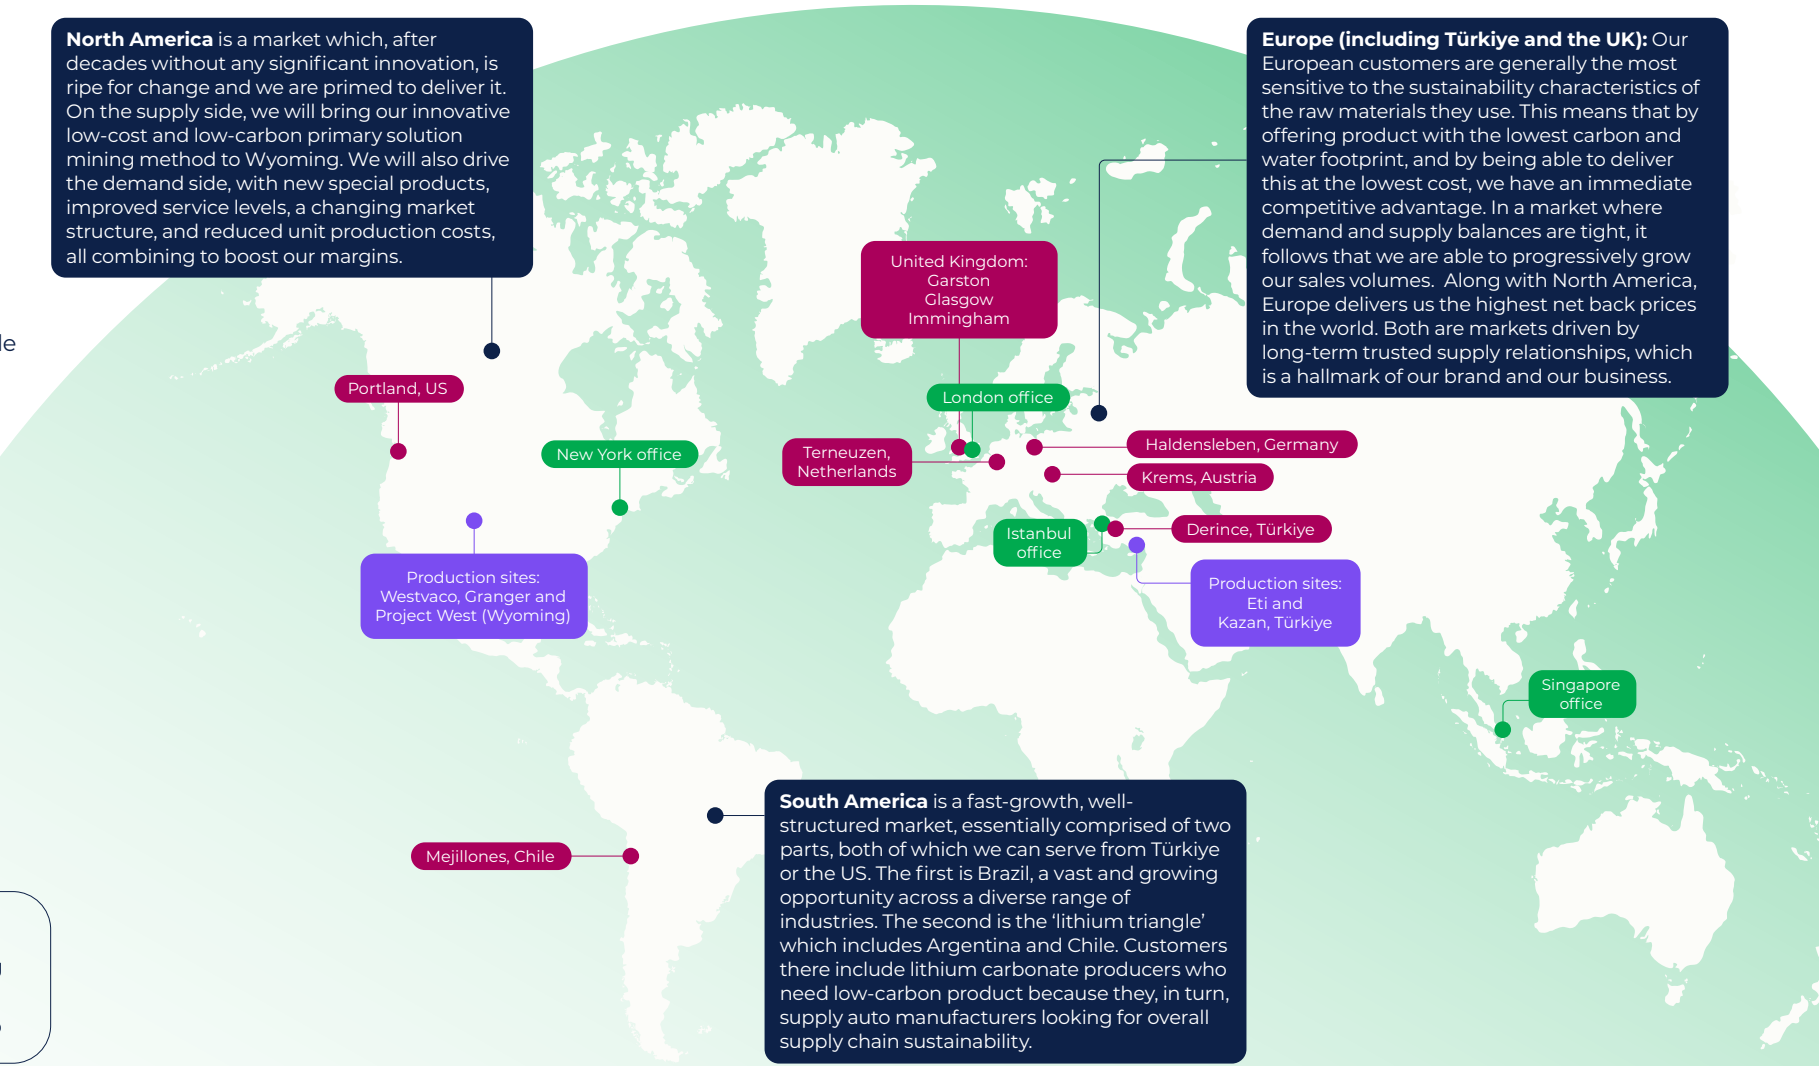 North America is a market which, after
decades without any significant innovation, is
ripe for change and we are primed to deliver it.
On the supply side, we will bring our innovative
low-cost and low-carbon primary solution
mining method to Wyoming. We will also drive
the demand side, with new special products,
improved service levels, a changing market
structure, and reduced unit production costs,
all combining to boost our margins.
Europe (including Türkiye and the UK): Our
European customers are generally the most
sensitive to the sustainability characteristics of
the raw materials they use. This means that by
offering product with the lowest carbon and
water footprint, and by being able to deliver
this at the lowest cost, we have an immediate
competitive advantage. In a market where
demand and supply balances are tight, it
follows that we are able to progressively grow
our sales volumes. Along with North America,
Europe delivers us the highest net back prices
in the world. Both are markets driven by
long-term trusted supply relationships, which
is a hallmark of our brand and our business.
United Kingdom:
Garston
Glasgow
Immingham
Portland, US
London office
New York office
Terneuzen,
Netherlands
Haldensleben, Germany
Krems, Austria
Istanbul
office
Derince, Türkiye
Production sites:
Westvaco, Granger and
Project West (Wyoming)
Production sites:
Eti and
Kazan, Türkiye
Singapore
office
Mejillones, Chile
South America is a fast-growth, well-
structured market, essentially comprised of two
parts, both of which we can serve from Türkiye
or the US. The first is Brazil, a vast and growing
opportunity across a diverse range of
industries. The second is the ‘lithium triangle’
which includes Argentina and Chile. Customers
there include lithium carbonate producers who
need low-carbon product because they, in turn,
supply auto manufacturers looking for overall
supply chain sustainability.